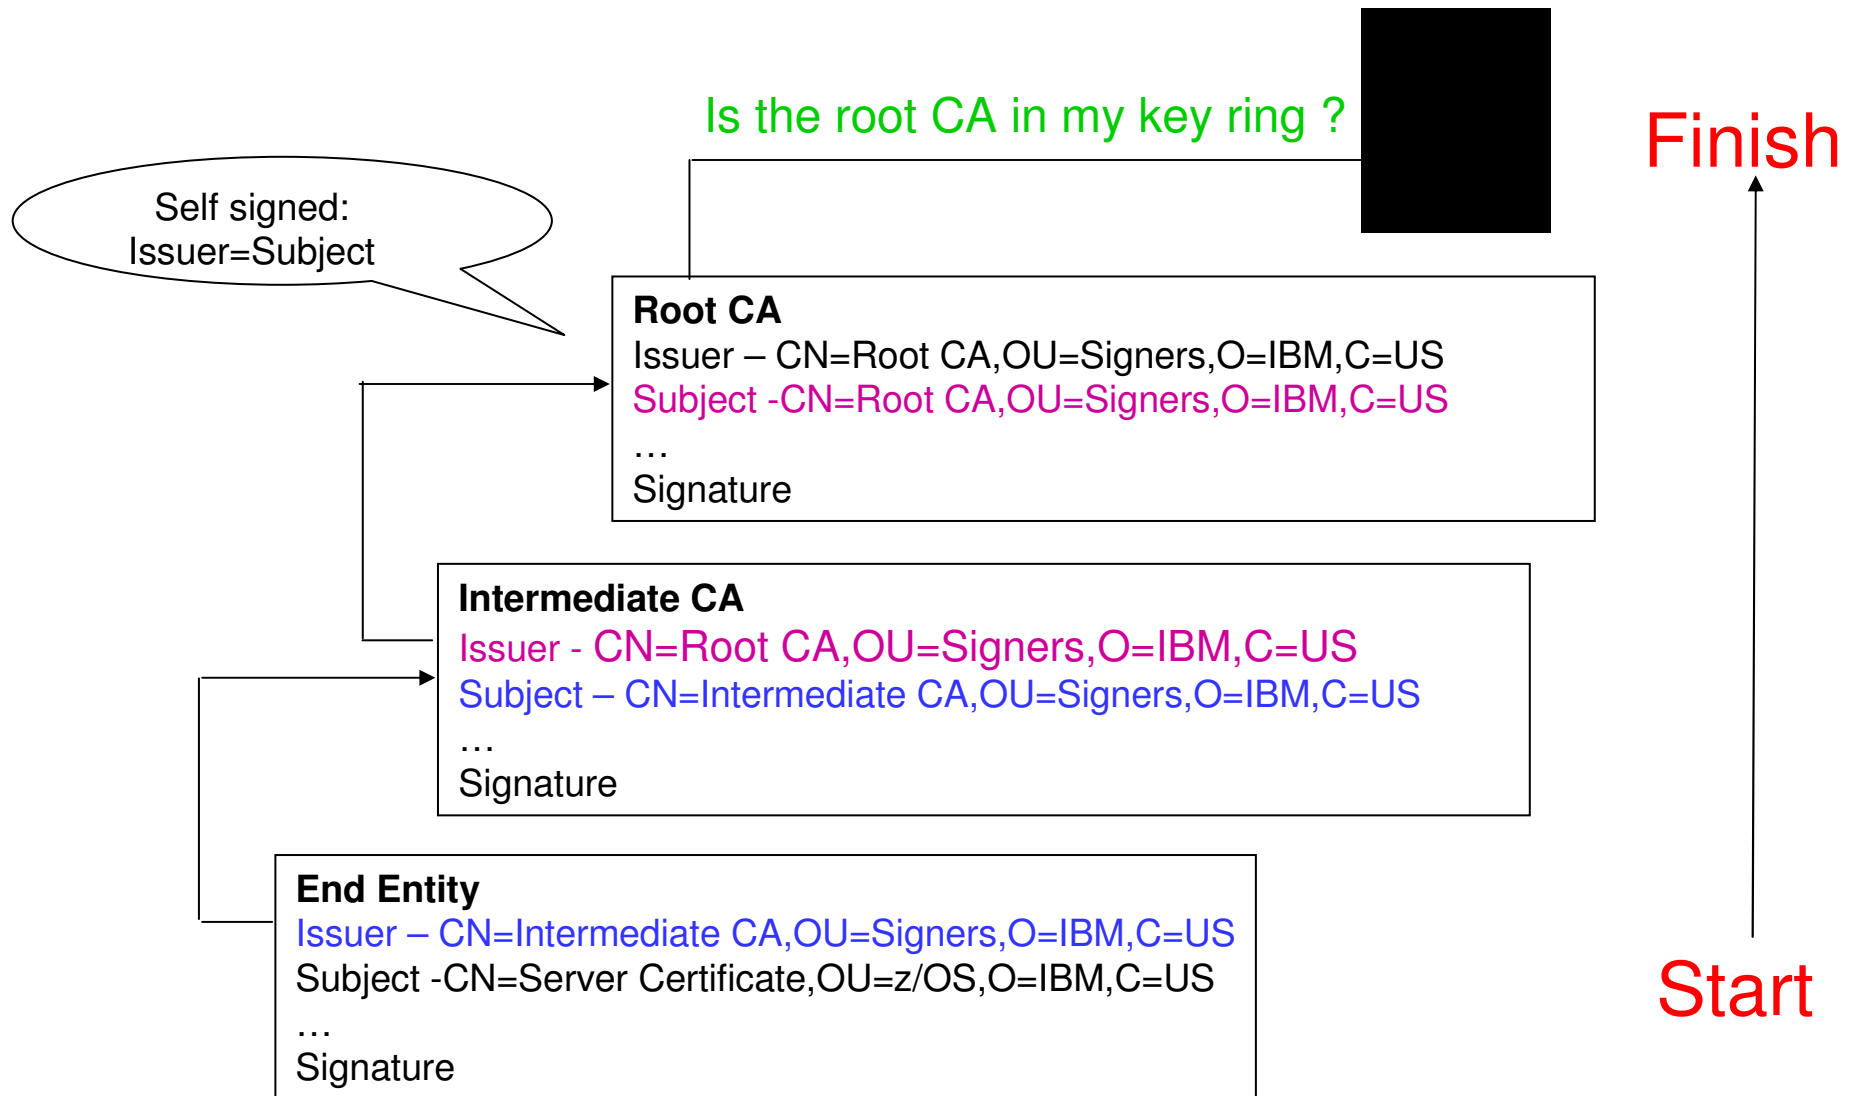 Is the root CA in my key ring ?
Finish
Self signed:
Issuer=Subject
Root CA
Issuer – CN=Root CA,OU=Signers,O=IBM,C=US
Subject -CN=Root CA,OU=Signers,O=IBM,C=US
…
Signature
Intermediate CA
Issuer - CN=Root CA,OU=Signers,O=IBM,C=US
Subject – CN=Intermediate CA,OU=Signers,O=IBM,C=US
…
Signature
End Entity
Issuer – CN=Intermediate CA,OU=Signers,O=IBM,C=US
Subject -CN=Server Certificate,OU=z/OS,O=IBM,C=US
…
Signature
Start